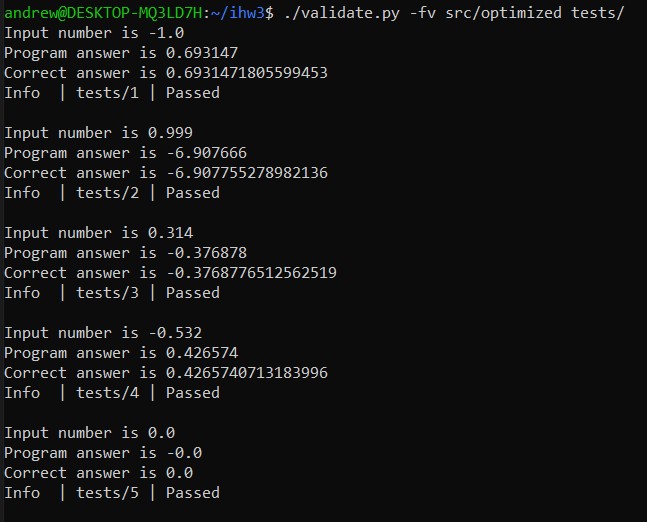 andrew@DESKTOP-MQ3LD7H:~/ihw3$ ./validate.py -fv src/optimized tests/
Input number is -1.0
Program answer is 0.693147
Correct answer is 0.6931471805599453
Info  | tests/1 | Passed

Input number is 0.999
Program answer is -6.907666
Correct answer is -6.907755278982136
Info  | tests/2 | Passed

Input number is 0.314
Program answer is -0.376878
Correct answer is -0.3768776512562519
Info  | tests/3 | Passed

Input number is -0.532
Program answer is 0.426574
Correct answer is 0.4265740713183996
Info  | tests/4 | Passed

Input number is 0.0
Program answer is -0.0
Correct answer is 0.0
Info  | tests/5 | Passed